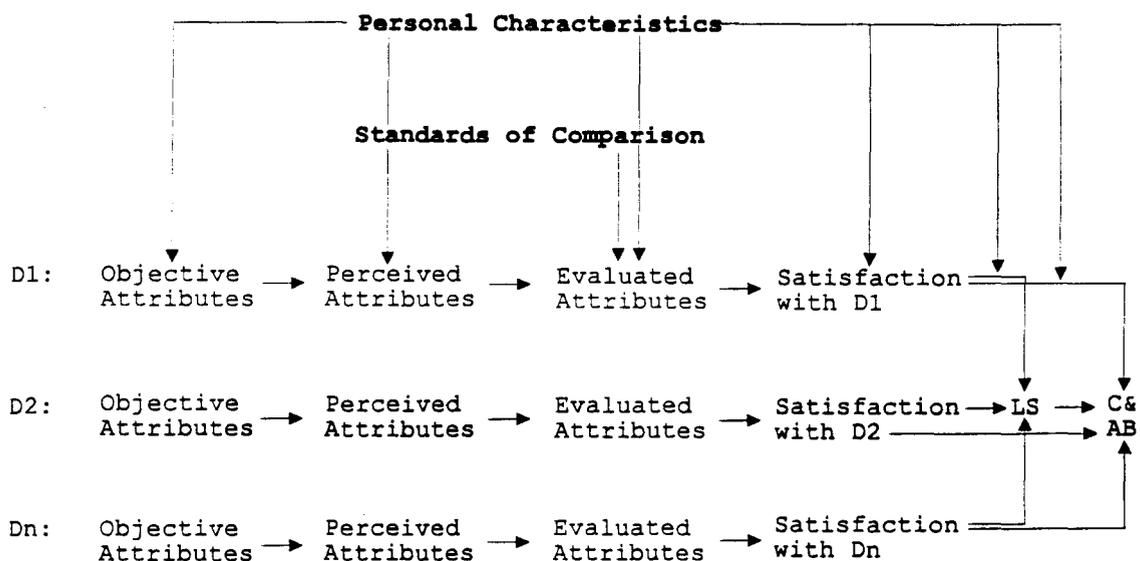 Personal Characteristics
Standards of Comparison
D1: Objective Perceived Evaluated Satisfaction
Attributes Attributes Attributes with D1
D2: Objective Perceived Evaluated Satisfaction LS C&
Attributes Attributes Attributes with D2 AB
Dn: Objective Perceived Evaluated Satisfaction
Attributes Attributes Attributes with Dn